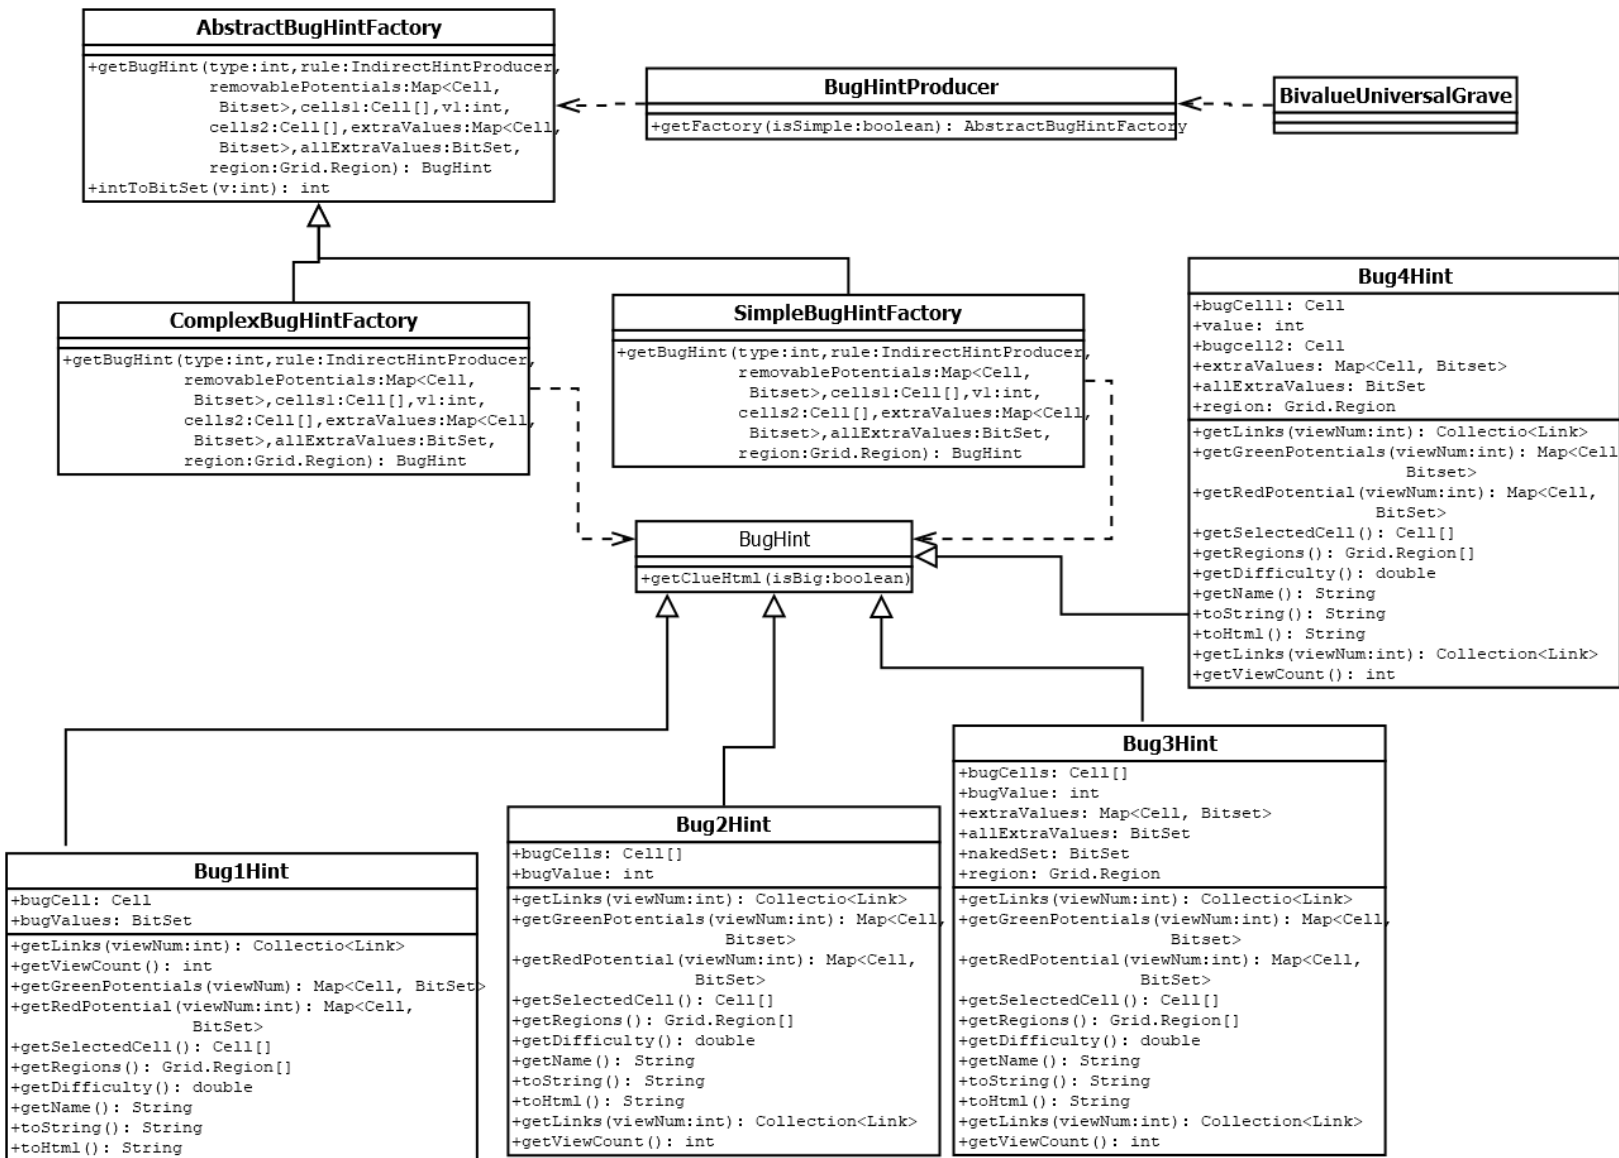 AbstractBugHintFactory
+getBugHint(type:int,rule:IndirectHintProducer,
removablePotentials:Map<Cell,
Bitset>,cells1:Cell[],v1:int,
cells2:Cell[],extraValues:Map<Cell,
Bitset>,allExtraValues:BitSet,
region:Grid.Region): BugHint
+intToBitSet(v:int): int
BugHintProducer
+getFactory(isSimple:boolean): AbstractBugHintFactory
BivalueUniversalGrave
ComplexBugHintFactory
+getBugHint(type:int,rule:IndirectHintProducer,
removablePotentials:Map<Cell,
Bitset>,cells1:Cell[],v1:int,
cells2:Cell[],extraValues:Map<Cell,
Bitset>,allExtraValues:BitSet,
region:Grid.Region): BugHint
SimpleBugHintFactory
+getBugHint(type:int,rule:IndirectHintProducer,
removablePotentials:Map<Cell,
Bitset>,cells1:Cell[],v1:int,
cells2:Cell[],extraValues:Map<Cell,
Bitset>,allExtraValues:BitSet,
region:Grid.Region): BugHint
Bug4Hint
+bugCell1: Cell
+value: int
+bugcell2: Cell
+extraValues: Map<Cell, Bitset>
+allExtraValues: BitSet
+region: Grid.Region
+getLinks(viewNum:int): Collectio<Link>
+getGreenPotentials(viewNum:int): Map<Cell
Bitset>
+getRedPotential(viewNum:int): Map<Cell,
BitSet>
+getSelectedCell(): Cell[]
+getRegions(): Grid.Region[]
+getDifficulty(): double
+getName(): String
+toString(): String
+toHtml(): String
+getLinks(viewNum:int): Collection<Link>
+getViewCount(): int
BugHint
+getClueHtml(isBig:boolean)
Bug1Hint
+bugCell: Cell
+bugValues: BitSet
+getLinks(viewNum:int): Collectio<Link>
+getViewCount(): int
+getGreenPotentials(viewNum): Map<Cell, BitSet>
+getRedPotential(viewNum:int): Map<Cell,
BitSet>
+getSelectedCell(): Cell[]
+getRegions(): Grid.Region[]
+getDifficulty(): double
+getName(): String
+toString(): String
+toHtml(): String
Bug2Hint
+bugCells: Cell[]
+bugValue: int
+getLinks(viewNum:int): Collectio<Link>
+getGreenPotentials(viewNum:int): Map<Cell,
Bitset>
+getRedPotential(viewNum:int): Map<Cell,
BitSet>
+getSelectedCell(): Cell[]
+getRegions(): Grid.Region[]
+getDifficulty(): double
+getName(): String
+toString(): String
+toHtml(): String
+getLinks(viewNum:int): Collection<Link>
+getViewCount(): int
Bug3Hint
+bugCells: Cell[]
+bugValue: int
+extraValues: Map<Cell, Bitset>
+allExtraValues: BitSet
+nakedSet: BitSet
+region: Grid.Region
+getLinks(viewNum:int): Collectio<Link>
+getGreenPotentials(viewNum:int): Map<Cell,
Bitset>
+getRedPotential(viewNum:int): Map<Cell,
BitSet>
+getSelectedCell(): Cell[]
+getRegions(): Grid.Region[]
+getDifficulty(): double
+getName(): String
+toString(): String
+toHtml(): String
+getLinks(viewNum:int): Collection<Link>
+getViewCount(): int